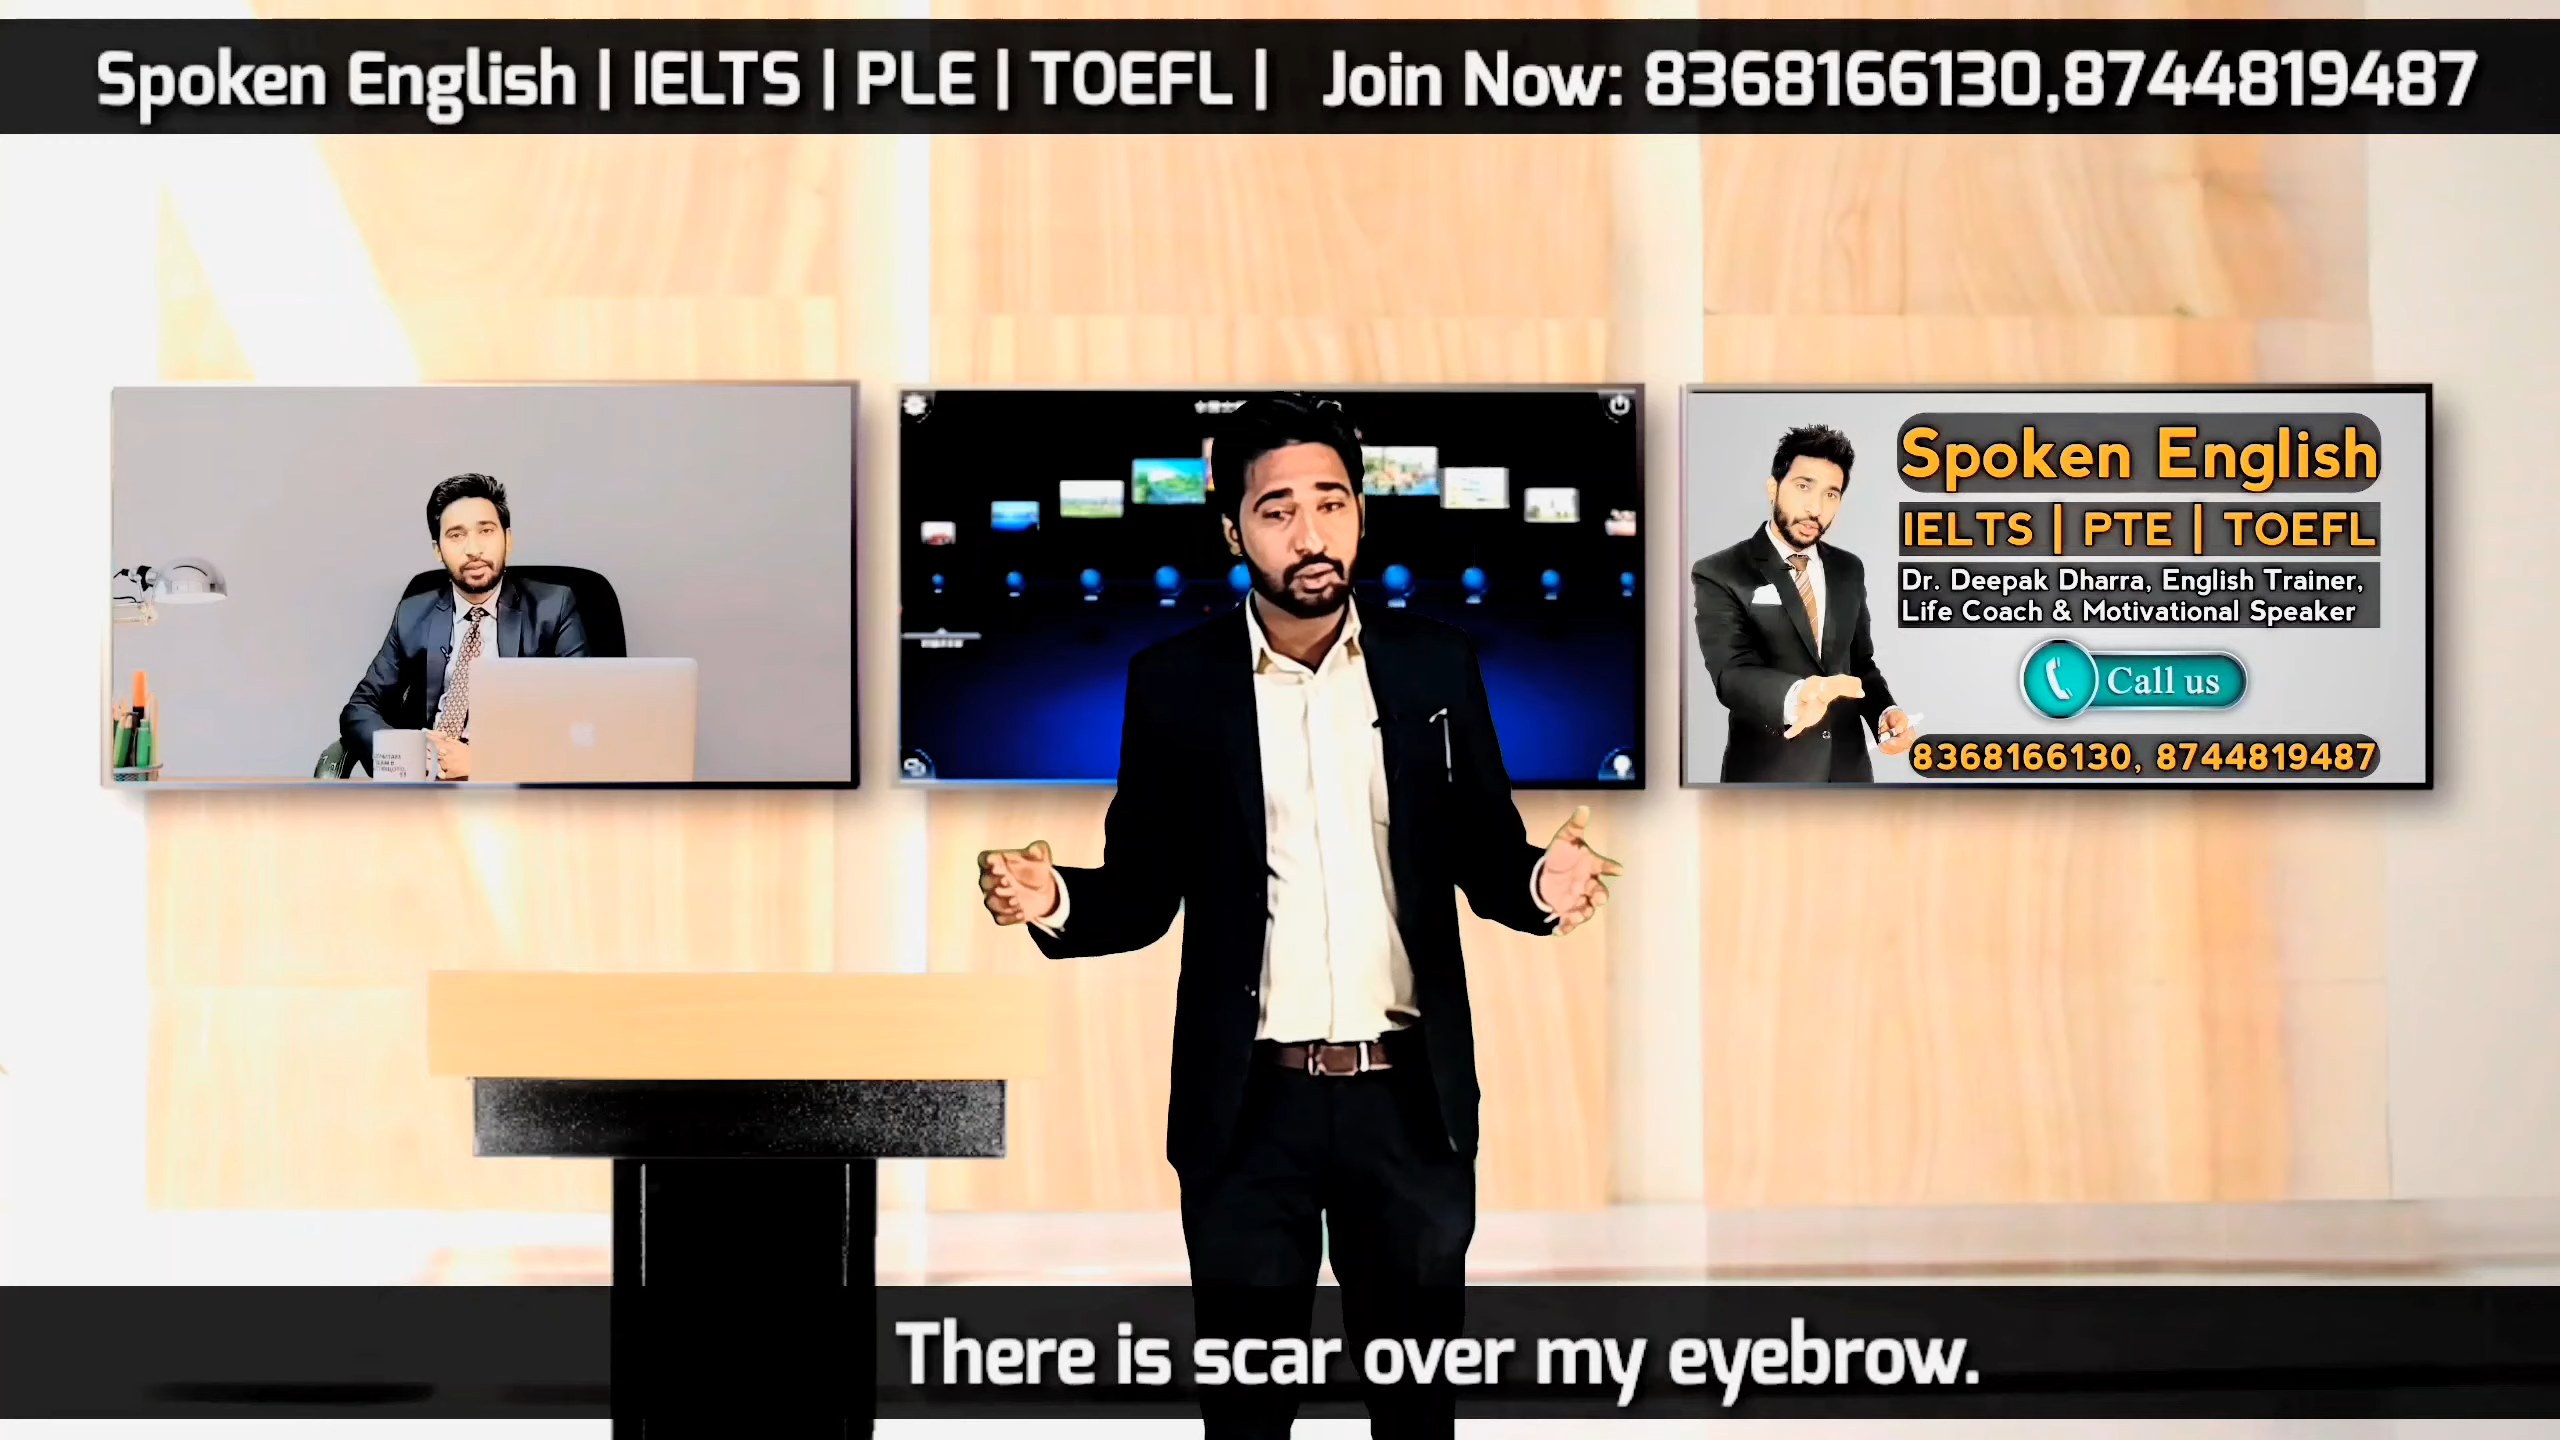 Spoken English | IELTS | PLE | TOEFL | Join Now: 8368166130,8744819487
Spoken English
IELTS | PTE | TOEFL
Dr. Deepak Dharra, English Trainer,
Life Coach & Motivational Speaker
Call us
8368166130, 8744819487
There is scar over my eyebrow.